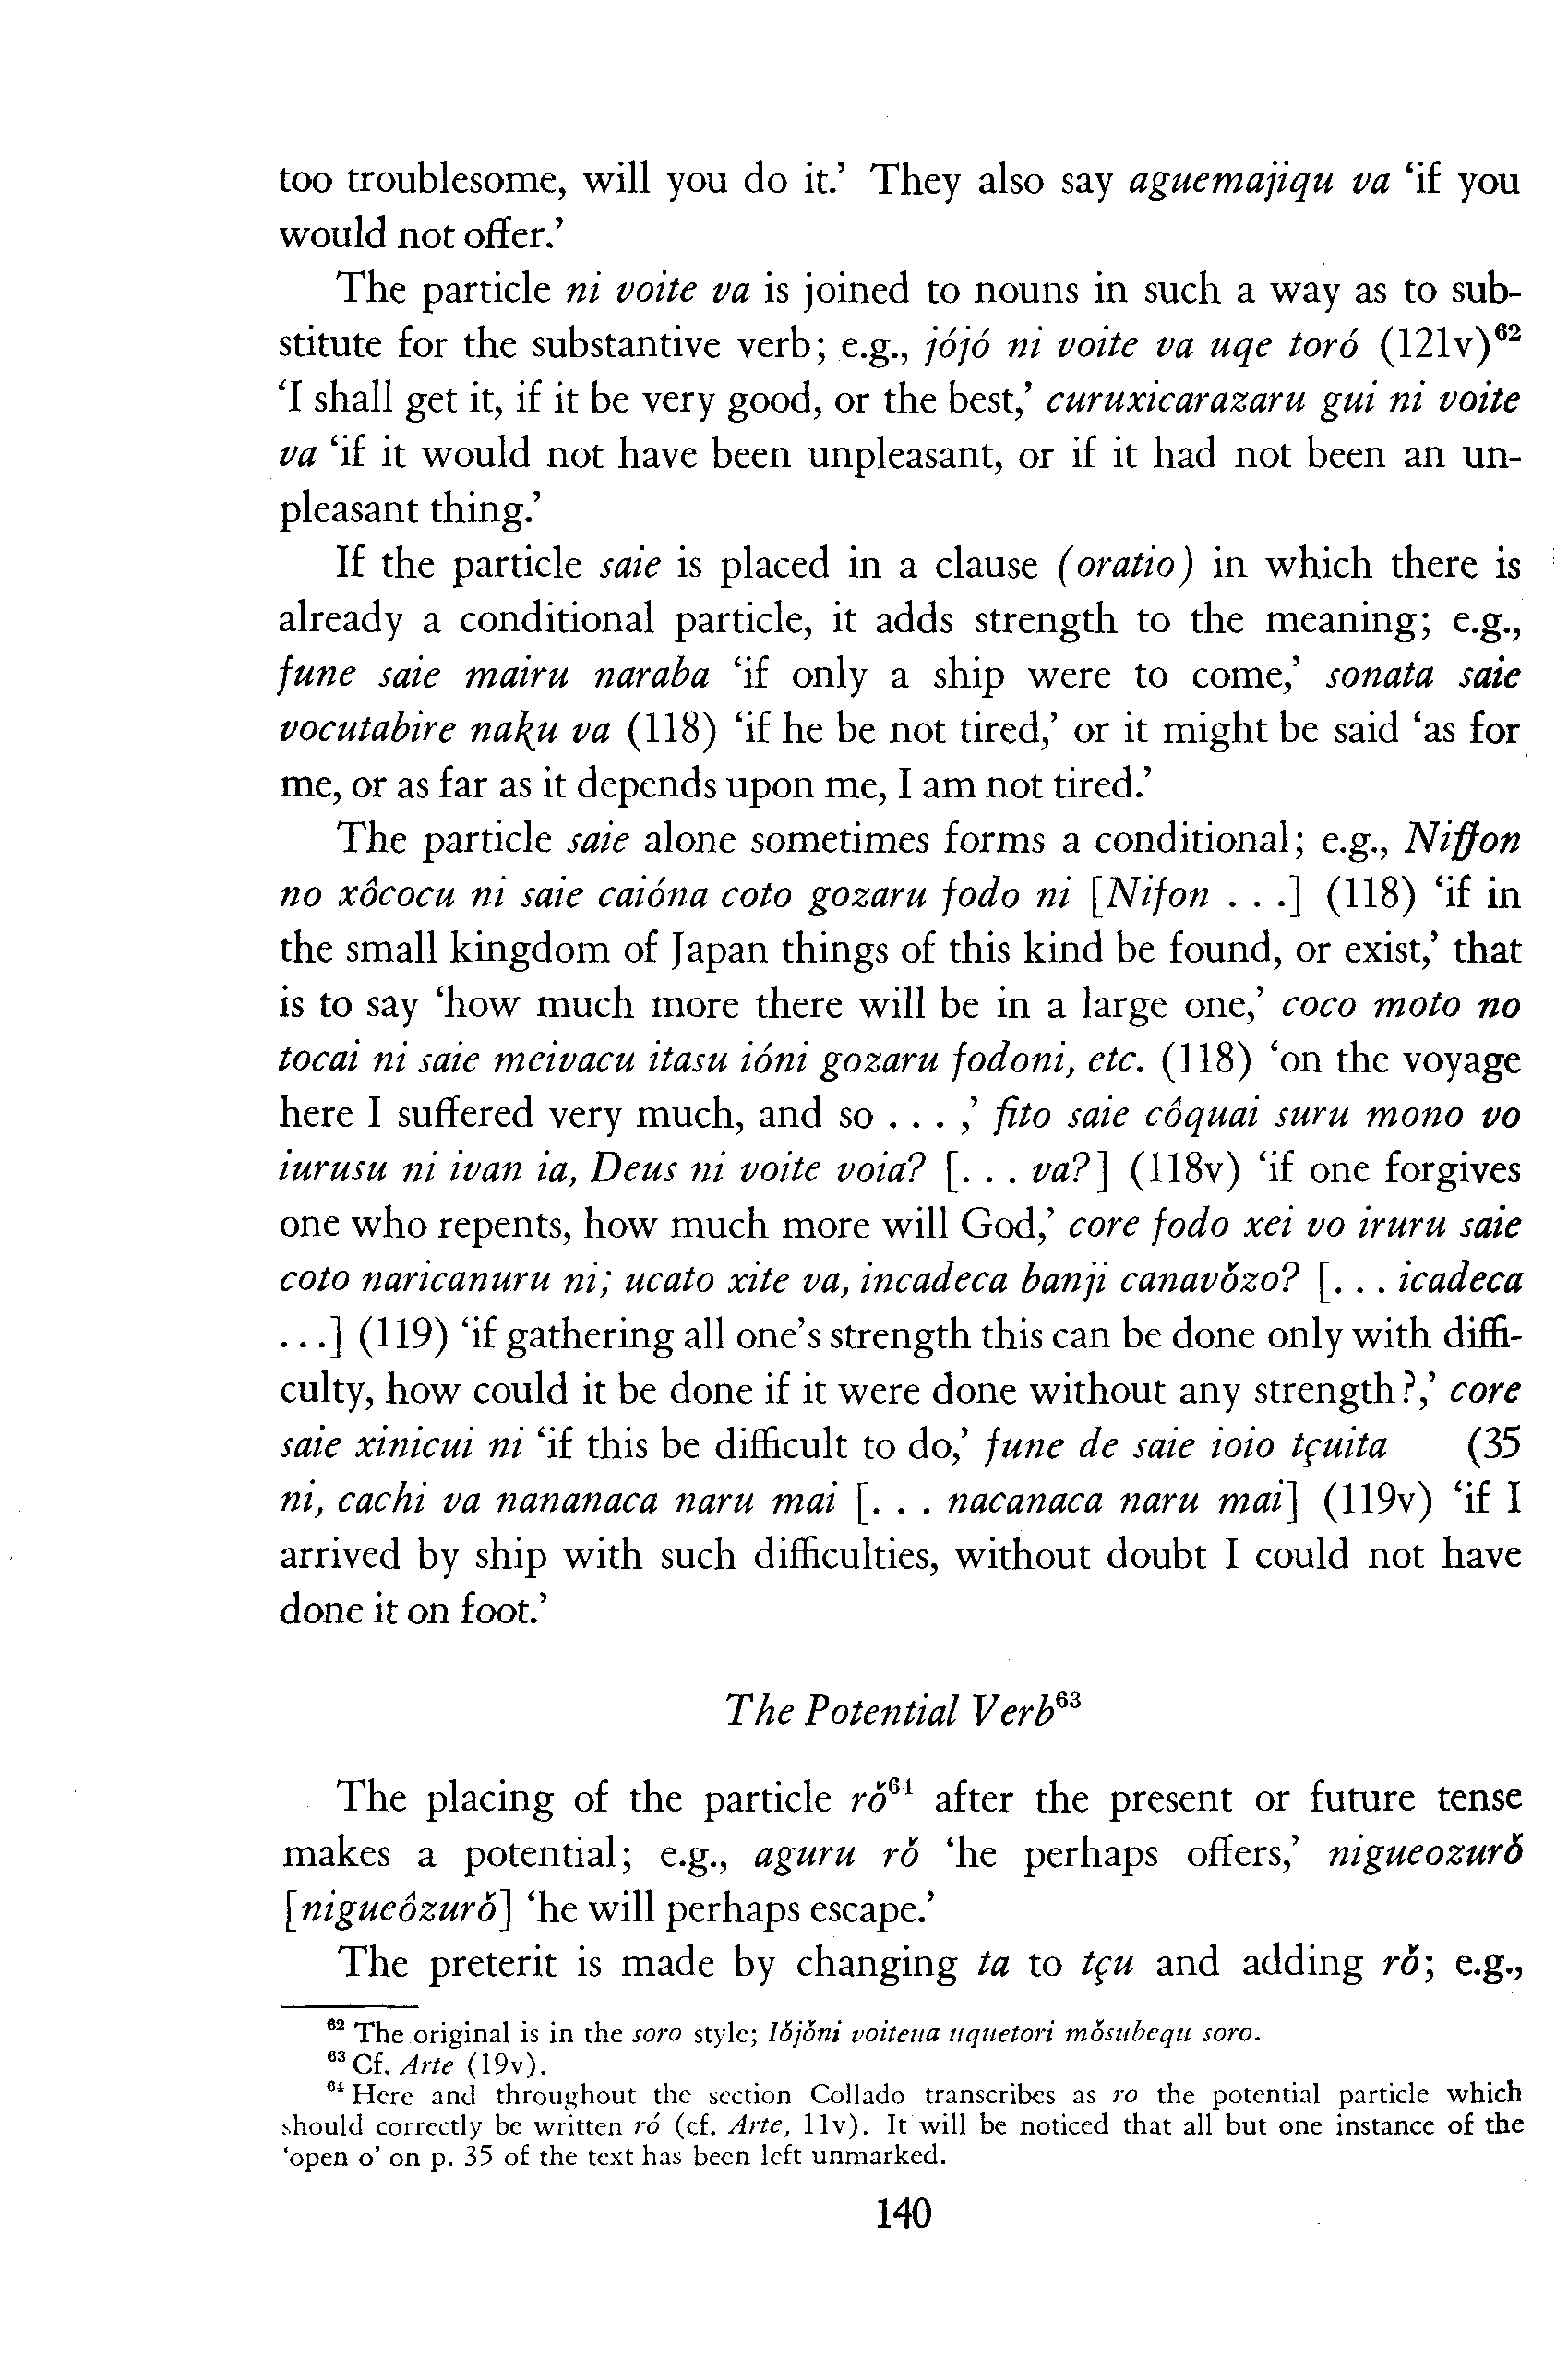 too troublesome, will you do it.’ They also say aguemajiqu va ‘if you
would not offer.’
The particle ni voite va is joined to nouns in such a way as to sub-
stitute for the substantive verb; e.g., jójó ni voite va uqe toró (121v)⁶²
‘I shall get it, if it be very good, or the best,’ curuxicarazaru gui ni voite
va ‘if it would not have been unpleasant, or if it had not been an un-
pleasant thing.’
If the particle saie is placed in a clause (oratio) in which there is
already a conditional particle, it adds strength to the meaning; e.g.,
fune saie mairu naraba ‘if only a ship were to come,’ sonata saie
vocutabire naku va (118) ‘if he be not tired,’ or it might be said ‘as for
me, or as far as it depends upon me, I am not tired.’
The particle saie alone sometimes forms a conditional; e.g., Niffon
no xôcocu ni saie caióna coto gozaru fodo ni [Nifon . . .] (118) ‘if in
the small kingdom of Japan things of this kind be found, or exist,’ that
is to say ‘how much more there will be in a large one,’ coco moto no
tocai ni saie meivacu itasu ióni gozaru fodoni, etc. (118) ‘on the voyage
here I suffered very much, and so . . . ,’ fito saie côquai suru mono vo
iurusu ni ivan ia, Deus ni voite voia? [. . . va?] (118v) ‘if one forgives
one who repents, how much more will God,’ core fodo xei vo iruru saie
coto naricanuru ni; ucato xite va, incadeca banji canavǒzo? [. . . icadeca
. . .] (119) ‘if gathering all one’s strength this can be done only with diffi-
culty, how could it be done if it were done without any strength?,’ core
saie xinicui ni ‘if this be difficult to do,’ fune de saie ioio tçuita (35
ni, cachi va nananaca naru mai [. . . nacanaca naru mai] (119v) ‘if I
arrived by ship with such difficulties, without doubt I could not have
done it on foot.’
The Potential Verb⁶³
The placing of the particle rǒ⁶⁴ after the present or future tense
makes a potential; e.g., aguru rǒ ‘he perhaps offers,’ nigueozurǒ
[nigueôzurǒ] ‘he will perhaps escape.’
The preterit is made by changing ta to tçu and adding rǒ; e.g.,
⁶² The original is in the soro style; Iǒjǒni voiteua uquetori mǒsubequ soro.
⁶³ Cf. Arte (19v).
⁶⁴ Here and throughout the section Collado transcribes as ro the potential particle which
should correctly be written ró (cf. Arte, 11v). It will be noticed that all but one instance of the
‘open o’ on p. 35 of the text has been left unmarked.
140